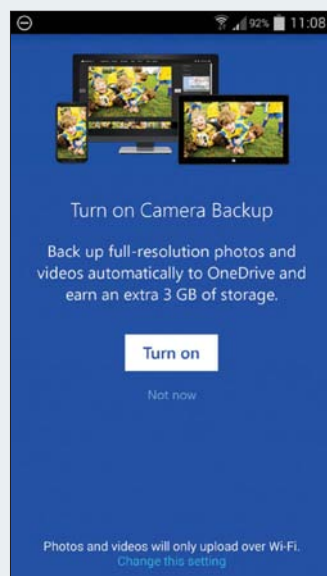 92% 11:08
Turn on Camera Backup
Back up full-resolution photos and
videos automatically to OneDrive and
earn an extra 3 GB of storage.
Turn on
Not now
Photos and videos will only upload over Wi-Fi.
Change this setting